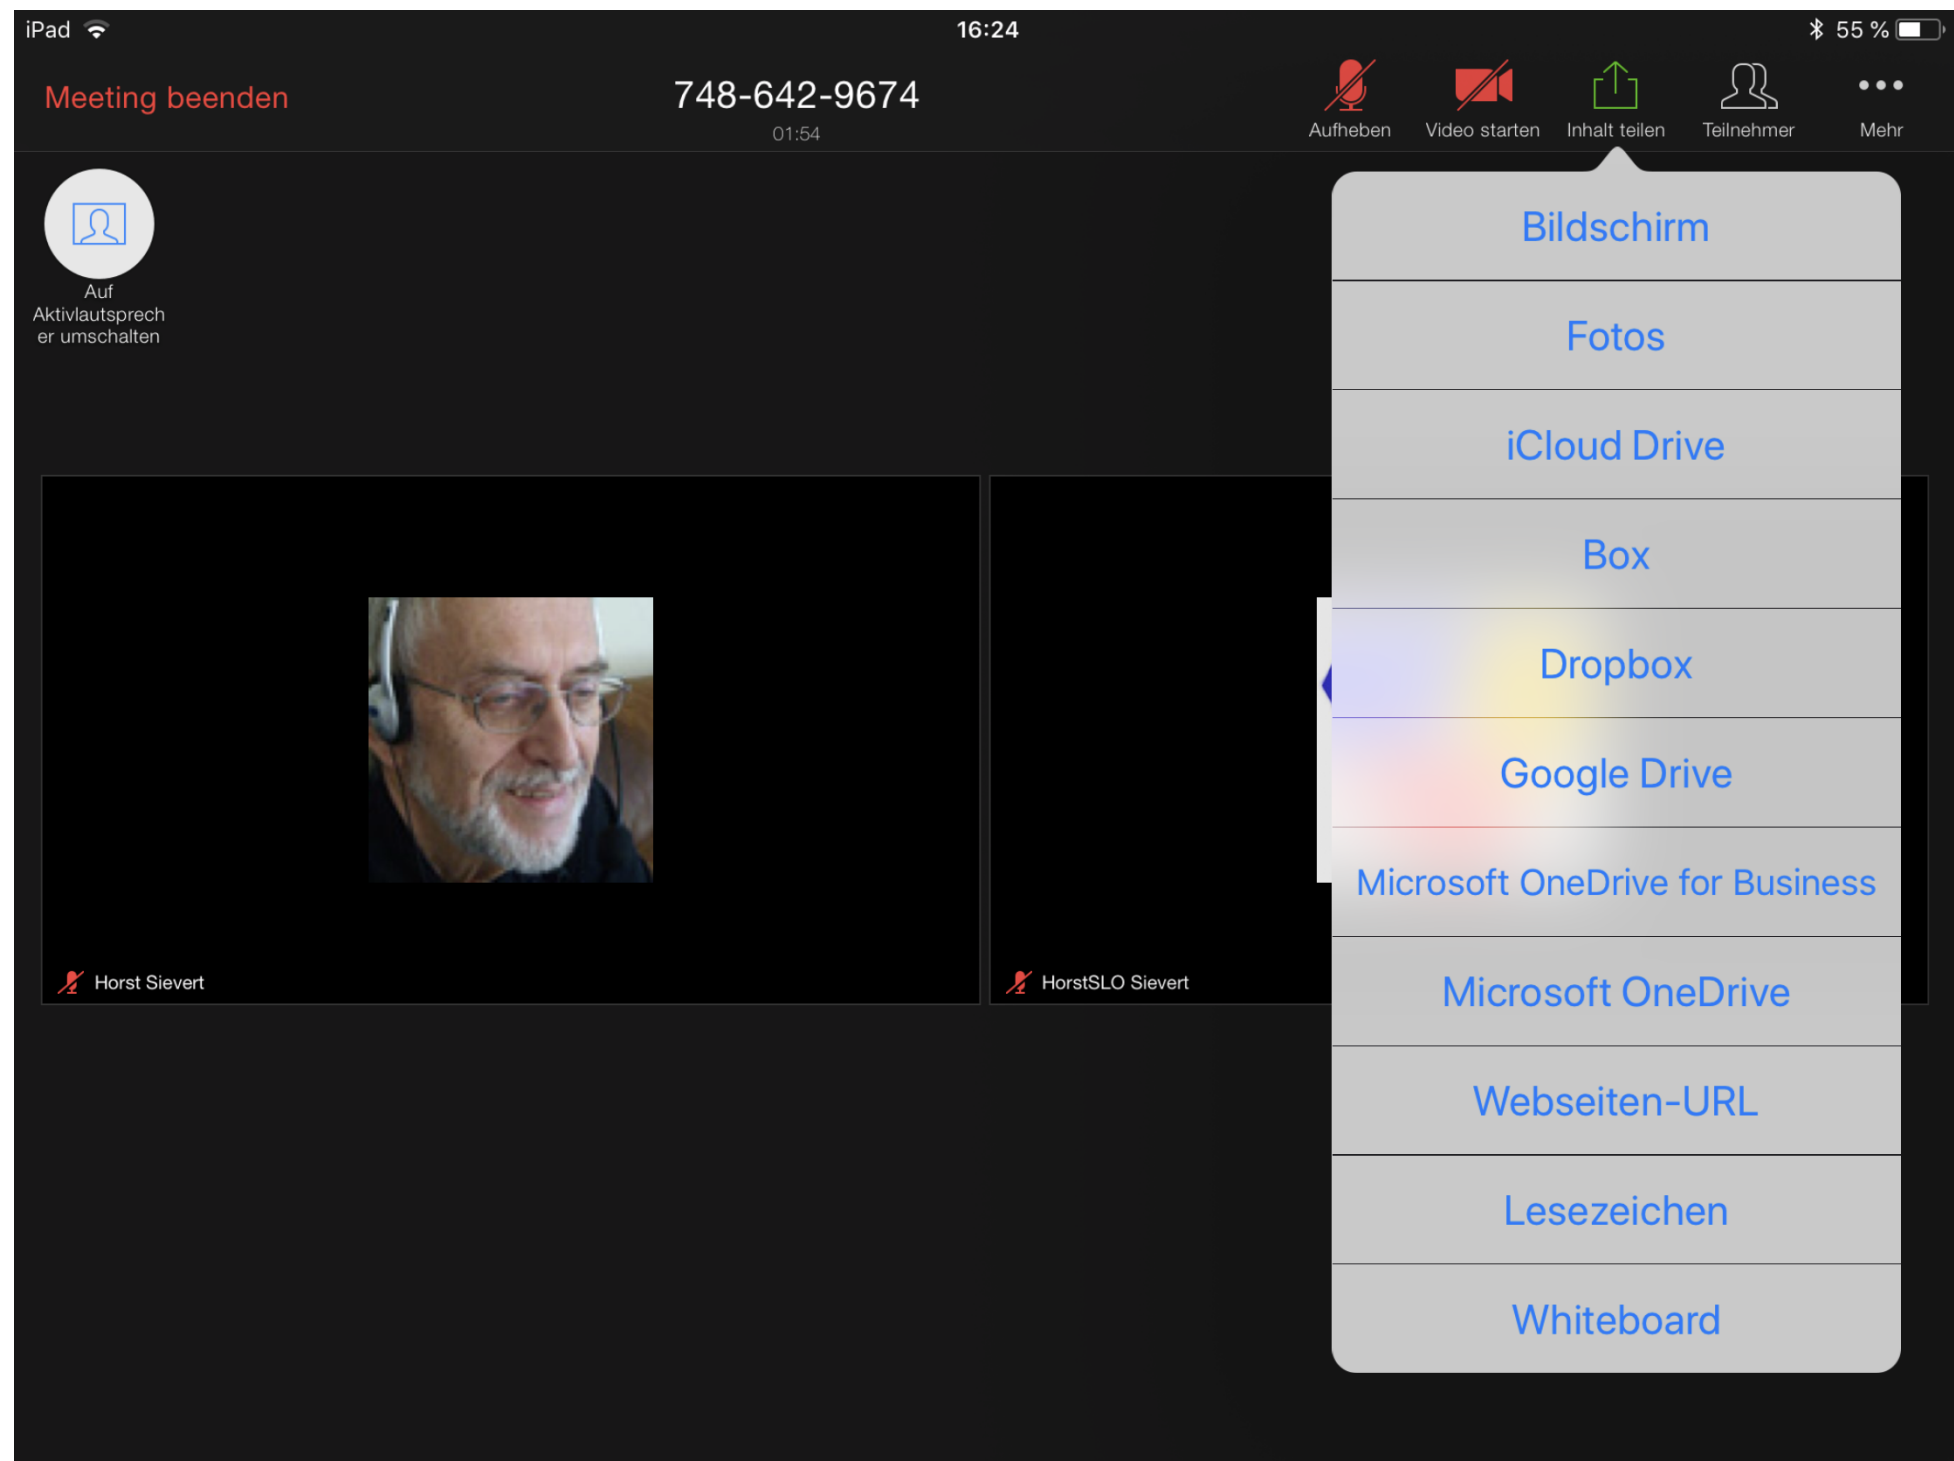 iPad
16:24
55 %
Meeting beenden
748-642-9674
01:54
Aufheben
Video starten
Inhalt teilen
Teilnehmer
Mehr
Auf
Aktivlautsprech
er umschalten
Bildschirm
Fotos
iCloud Drive
Box
Dropbox
Google Drive
Microsoft OneDrive for Business
Microsoft OneDrive
Webseiten-URL
Lesezeichen
Whiteboard
Horst Sievert
HorstSLO Sievert